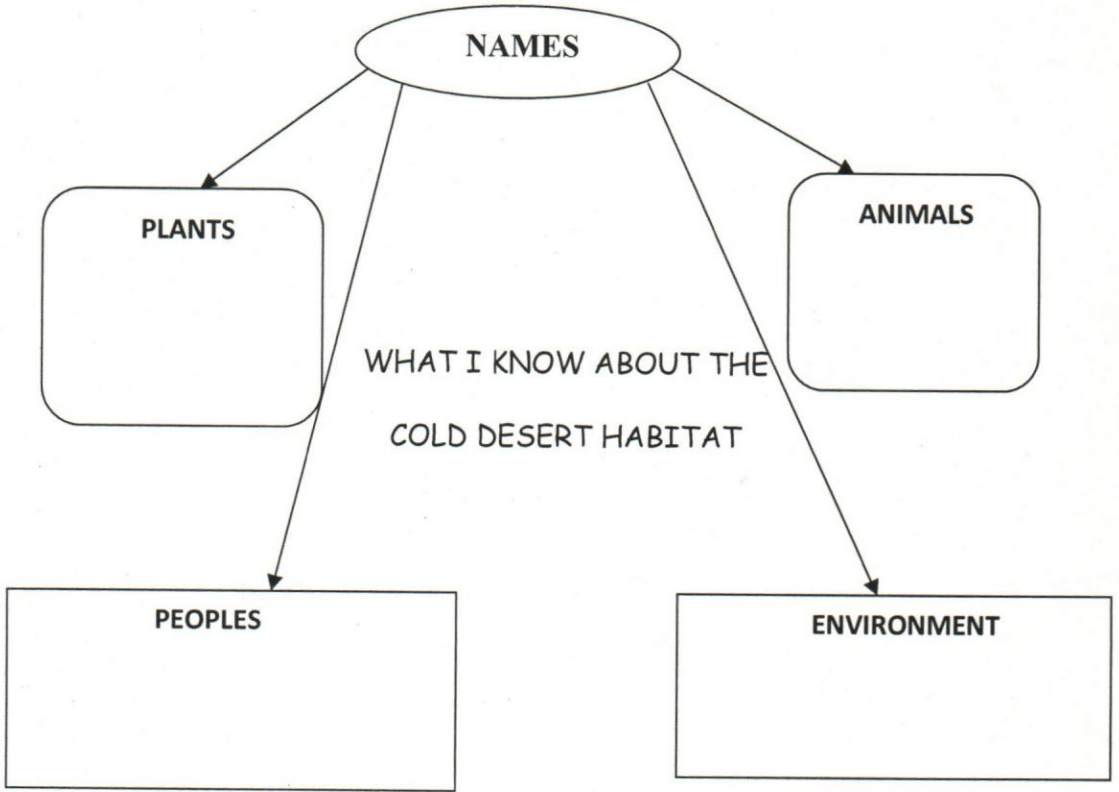 NAMES
PLANTS
ANIMALS
WHAT I KNOW ABOUT THE
COLD DESERT HABITAT
PEOPLES
ENVIRONMENT